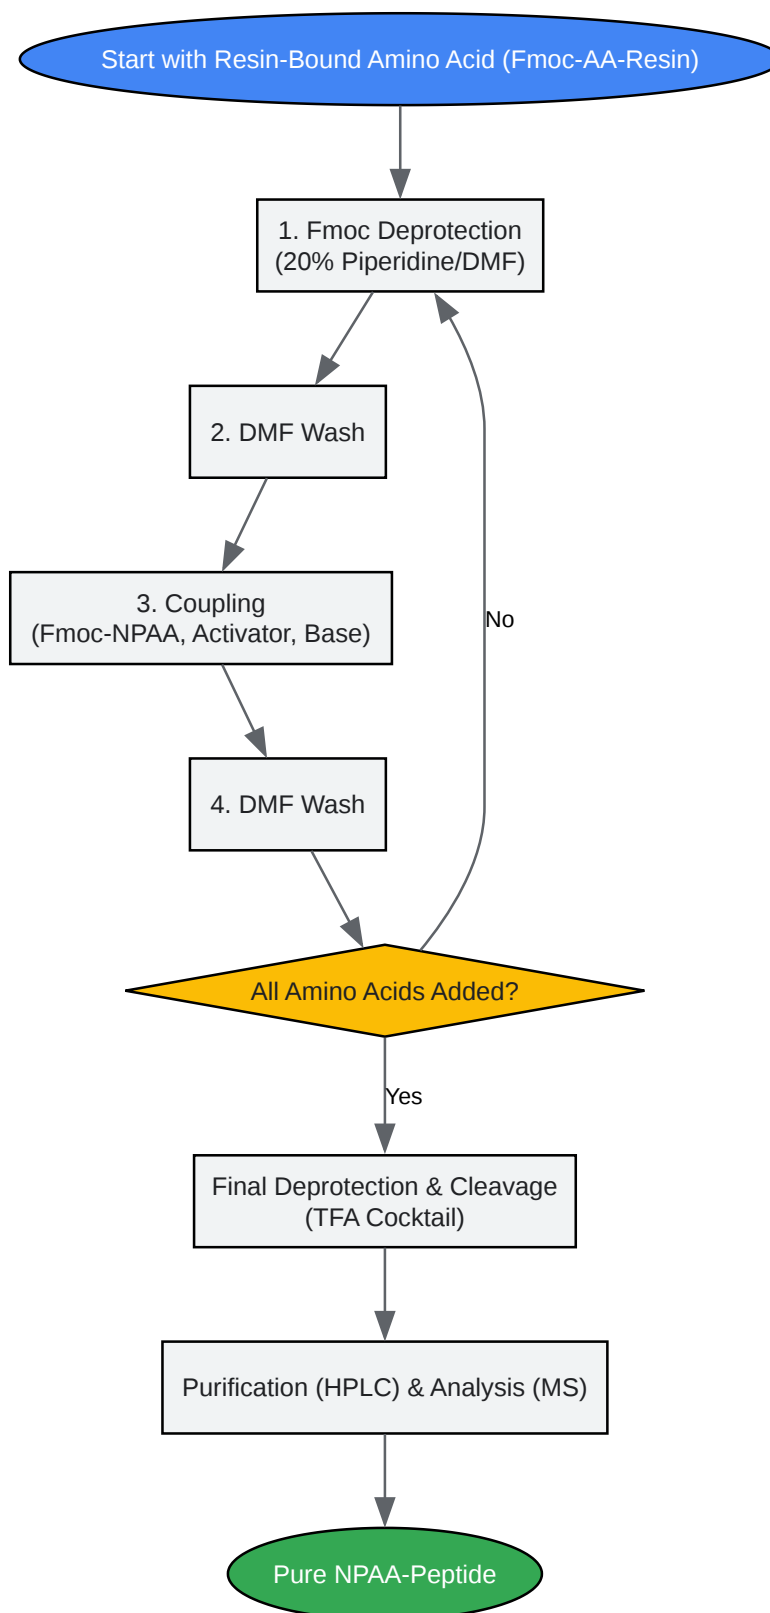 Start with Resin-Bound Amino Acid (Fmoc-AA-Resin)
1. Fmoc Deprotection
(20% Piperidine/DMF)
2. DMF Wash
3. Coupling
(Fmoc-NPAA, Activator, Base)
No
4. DMF Wash
All Amino Acids Added?
Yes
Final Deprotection & Cleavage
(TFA Cocktail)
Purification (HPLC) & Analysis (MS)
Pure NPAA-Peptide